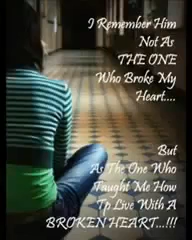 I Remember Him
Not As
THE ONE
Who Broke My
Heart....
But
As The One Who
Taught Me How
Tp Live With A
BROKEN HEART...!!!